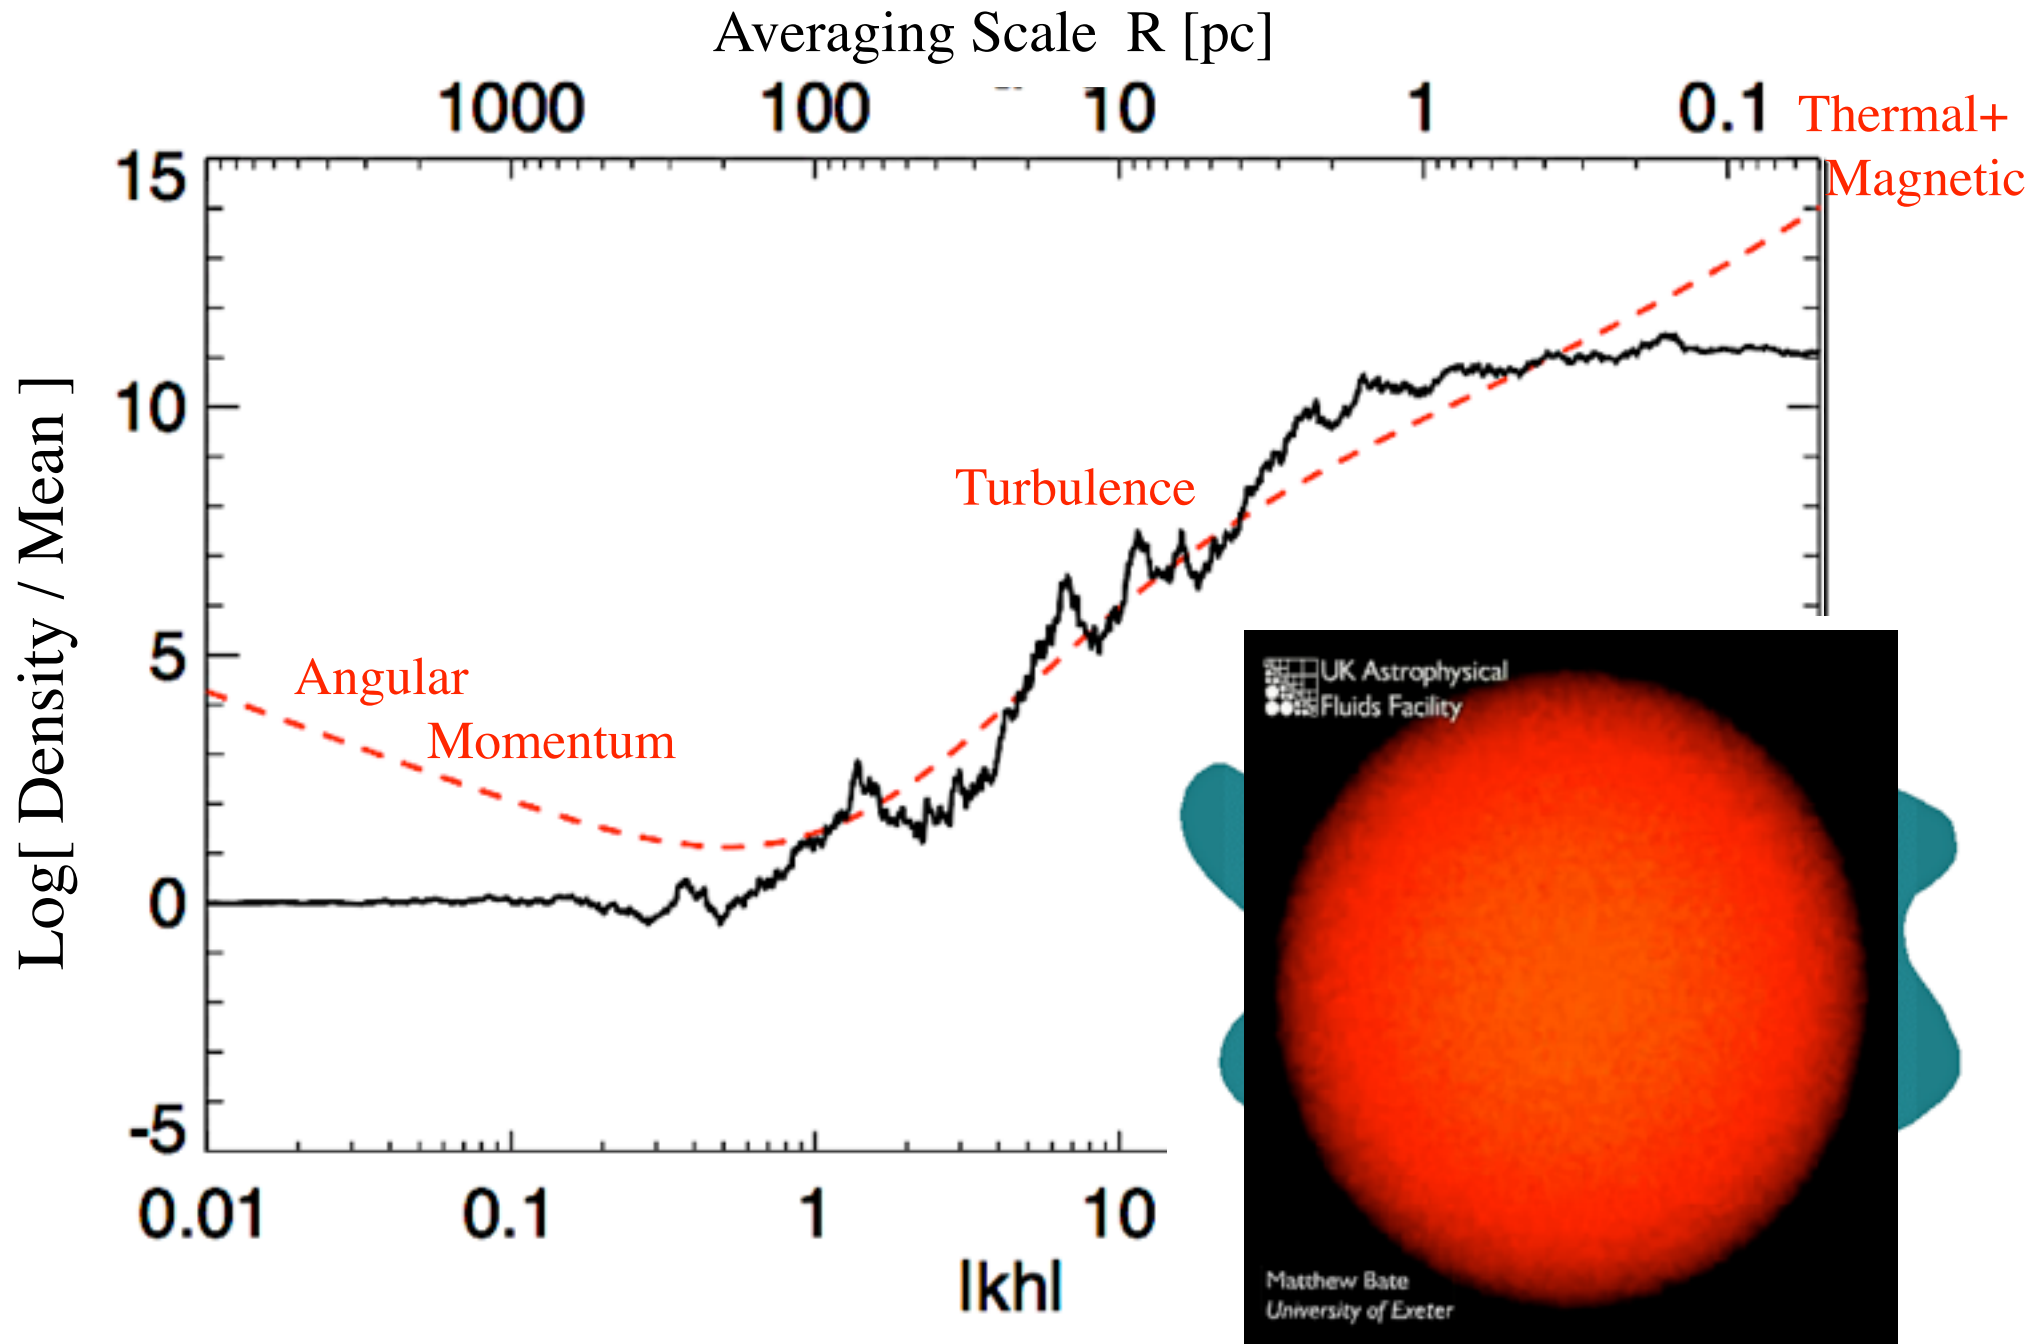 Averaging Scale R [pc]
1000 100 10 1 0.1
Thermal+
Magnetic
15
10
5
0
-5
Log[ Density / Mean ]
Turbulence
Angular
Momentum
0.01 0.1 1 10
|kh|
UK Astrophysical
Fluids Facility
Matthew Bate
University of Exeter